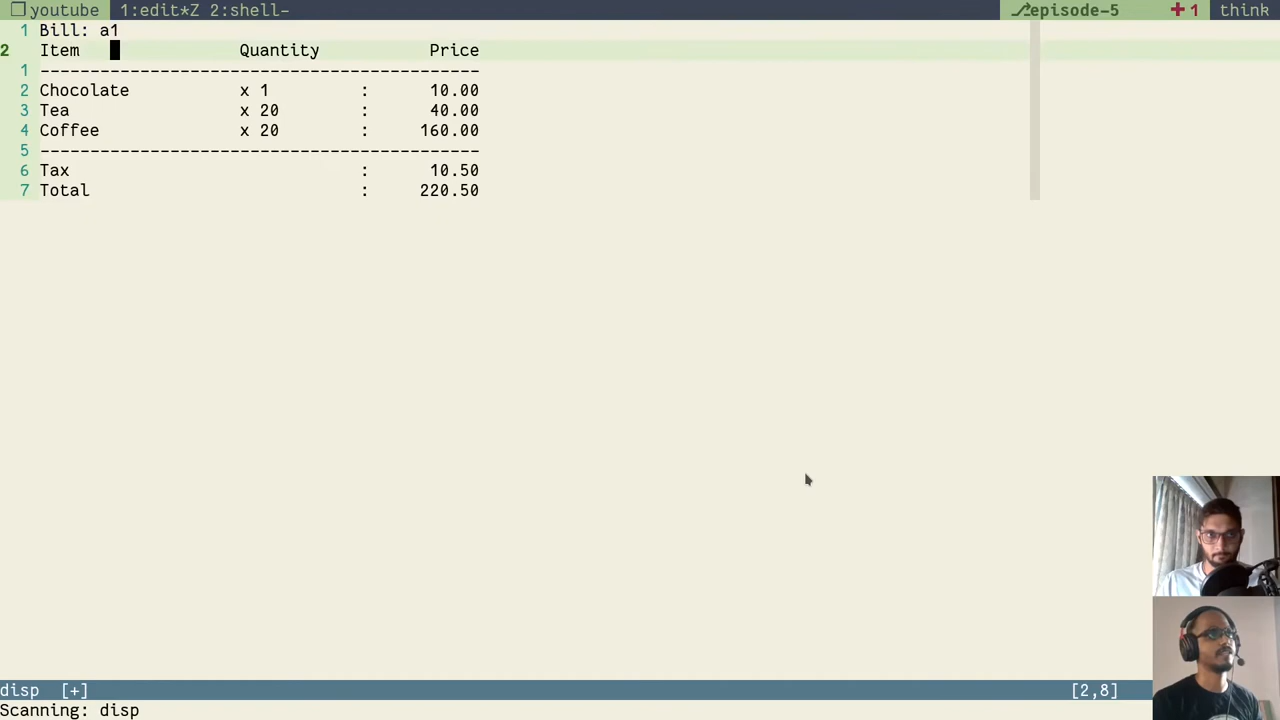 ❐ youtube 1:edit*Z 2:shell- ⎇episode-5 ✚ 1 think
1 Bill: a1
2 Item Quantity Price
1 --------------------------------------------
2 Chocolate x 1 : 10.00
3 Tea x 20 : 40.00
4 Coffee x 20 : 160.00
5 --------------------------------------------
6 Tax : 10.50
7 Total : 220.50
disp [+] [2,8]
Scanning: disp